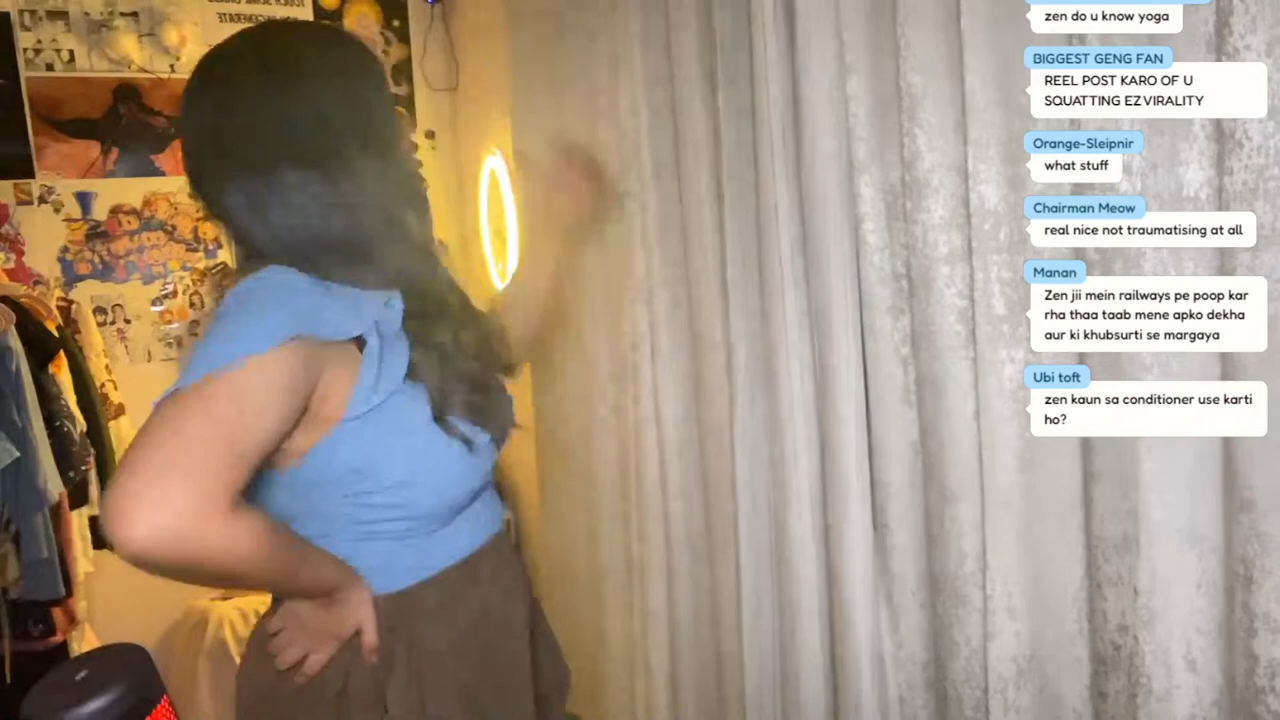 zen do u know yoga
BIGGEST GENG FAN
REEL POST KARO OF U
SQUATTING EZ VIRALITY
Orange-Sleipnir
what stuff
Chairman Meow
real nice not traumatising at all
Manan
Zen jii mein railways pe poop kar
rha thaa taab mene apko dekha
aur ki khubsurti se margaya
Ubi toft
zen kaun sa conditioner use karti
ho?